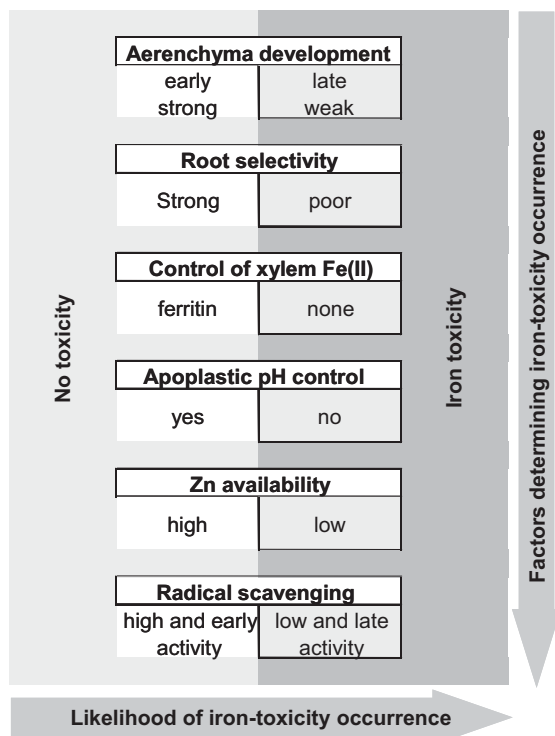 Aerenchyma development
early late
strong weak
Root selectivity
Strong poor
Control of xylem Fe(II)
ferritin none
Apoplastic pH control
yes no
Zn availability
high low
Radical scavenging
high and early low and late
activity activity
No toxicity
Iron toxicity
Factors determining iron-toxicity occurrence
Likelihood of iron-toxicity occurrence